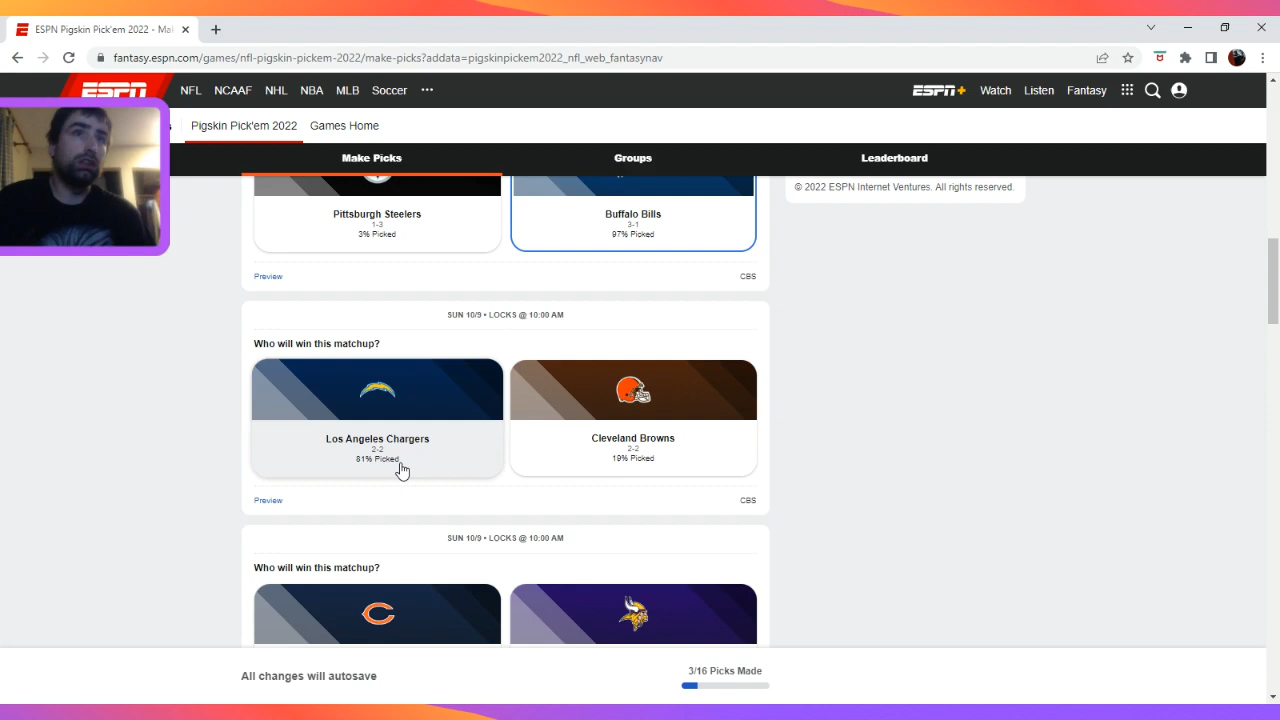 ESPN Pigskin Pick'em 2022 - Mai
fantasy.espn.com/games/nfl-pigskin-pickem-2022/make-picks?addata=pigskinpickem2022_nfl_web_fantasynav
ESPN NFL NCAAF NHL NBA MLB Soccer ••• ESPN+ Watch Listen Fantasy
s Pigskin Pick'em 2022 Games Home
Make Picks Groups Leaderboard
© 2022 ESPN Internet Ventures. All rights reserved.
Pittsburgh Steelers
1-3
3% Picked
Buffalo Bills
3-1
97% Picked
Preview CBS
SUN 10/9 • LOCKS @ 10:00 AM
Who will win this matchup?
Los Angeles Chargers
2-2
81% Picked
Cleveland Browns
2-2
19% Picked
Preview CBS
SUN 10/9 • LOCKS @ 10:00 AM
Who will win this matchup?
All changes will autosave
3/16 Picks Made